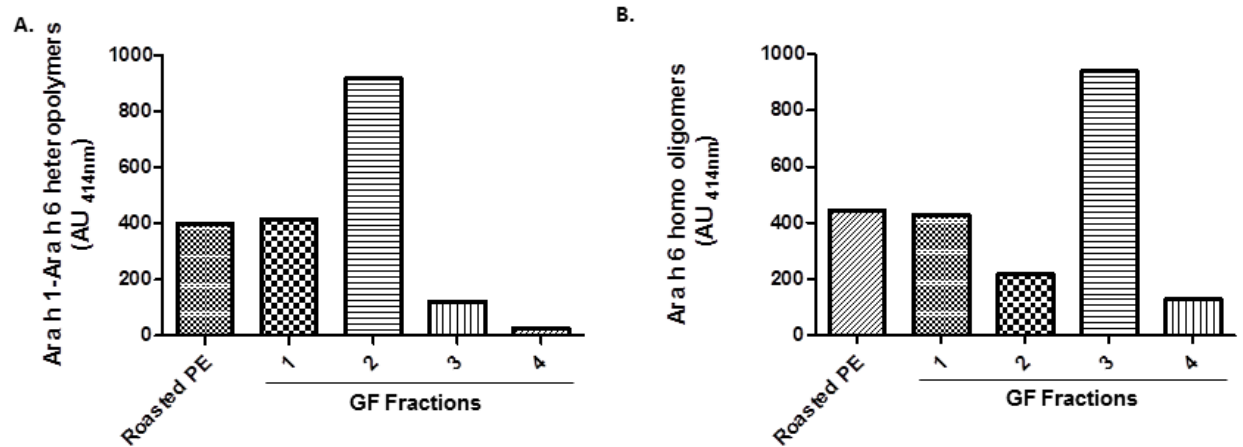 A.
Ara h 1-Ara h 6 heteropolymers
(AU 414nm)
1000
800
600
400
200
0
Roasted PE
1
2
3
4
GF Fractions
B.
Ara h 6 homo oligomers
(AU 414nm)
1000
800
600
400
200
0
Roasted PE
1
2
3
4
GF Fractions